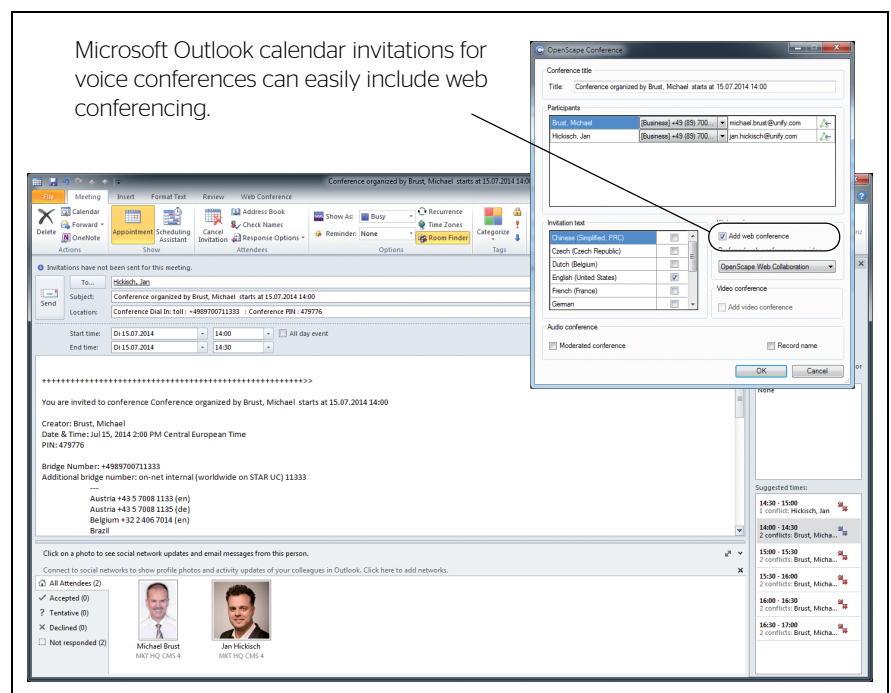 Microsoft Outlook calendar invitations for
voice conferences can easily include web
conferencing.
OpenScape Conference
Conference title
Title: Conference organized by Brust, Michael starts at 15.07.2014 14:00
Participants
Brust, Michael [Business] +49 (89) 700... michael.brust@unify.com
Hickisch, Jan [Business] +49 (89) 700... jan.hickisch@unify.com
Invitation text
Chinese (Simplified, PRC)
Czech (Czech Republic)
Dutch (Belgium)
English (United States)
French (France)
German
Add web conference
OpenScape Web Collaboration
Video conference
Add video conference
Audio conference
Moderated conference
Record name
OK Cancel
Conference organized by Brust, Michael starts at 15.07.2014 14:0
File Meeting Insert Format Text Review Web Conference
Delete
Calendar
Forward
OneNote
Actions
Appointment
Scheduling
Assistant
Show
Cancel
Invitation
Address Book
Check Names
Response Options
Attendees
Show As: Busy
Reminder: None
Recurrence
Time Zones
Room Finder
Options
Categorize
Tags
Invitations have not been sent for this meeting.
Send
To... Hickisch, Jan
Subject: Conference organized by Brust, Michael starts at 15.07.2014 14:00
Location: Conference Dial In: toll : +4989700711333 : Conference PIN : 479776
Start time: Di 15.07.2014 14:00 All day event
End time: Di 15.07.2014 14:30
++++++++++++++++++++++++++++++++++++++++++++++++++++++++>>
You are invited to conference Conference organized by Brust, Michael starts at 15.07.2014 14:00
Creator: Brust, Michael
Date & Time: Jul 15, 2014 2:00 PM Central European Time
PIN: 479776
Bridge Number: +4989700711333
Additional bridge number: on-net internal (worldwide on STAR UC) 11333
---
Austria +43 5 7008 1133 (en)
Austria +43 5 7008 1135 (de)
Belgium +32 2 406 7014 (en)
Brazil
None
Suggested times:
14:30 - 15:00
1 conflict: Hickisch, Jan
14:00 - 14:30
2 conflicts: Brust, Micha...
15:00 - 15:30
2 conflicts: Brust, Micha...
15:30 - 16:00
2 conflicts: Brust, Micha...
16:00 - 16:30
2 conflicts: Brust, Micha...
16:30 - 17:00
2 conflicts: Brust, Micha...
Click on a photo to see social network updates and email messages from this person.
Connect to social networks to show profile photos and activity updates of your colleagues in Outlook. Click here to add networks.
All Attendees (2)
Accepted (0)
Tentative (0)
Declined (0)
Not responded (2)
Michael Brust
MKT HQ CMS 4
Jan Hickisch
MKT HQ CMS 4